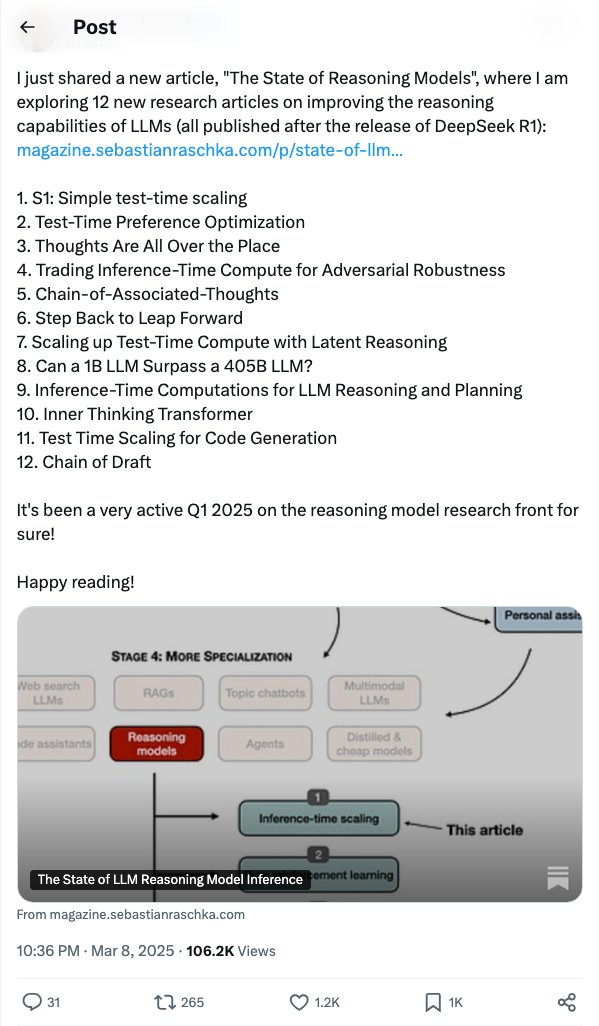 Post
I just shared a new article, "The State of Reasoning Models", where I am
exploring 12 new research articles on improving the reasoning
capabilities of LLMs (all published after the release of DeepSeek R1):
magazine.sebastianraschka.com/p/state-of-llm...
1. S1: Simple test-time scaling
2. Test-Time Preference Optimization
3. Thoughts Are All Over the Place
4. Trading Inference-Time Compute for Adversarial Robustness
5. Chain-of-Associated-Thoughts
6. Step Back to Leap Forward
7. Scaling up Test-Time Compute with Latent Reasoning
8. Can a 1B LLM Surpass a 405B LLM?
9. Inference-Time Computations for LLM Reasoning and Planning
10. Inner Thinking Transformer
11. Test Time Scaling for Code Generation
12. Chain of Draft
It's been a very active Q1 2025 on the reasoning model research front for
sure!
Happy reading!
Personal assis
STAGE 4: MORE SPECIALIZATION
Web search
LLMs
RAGs
Topic chatbots
Multimodal
LLMs
de assistants
Reasoning
models
Agents
Distilled &
cheap models
1
Inference-time scaling
This article
2
ement learning
The State of LLM Reasoning Model Inference
From magazine.sebastianraschka.com
10:36 PM · Mar 8, 2025 · 106.2K Views
31
265
1.2K
1K